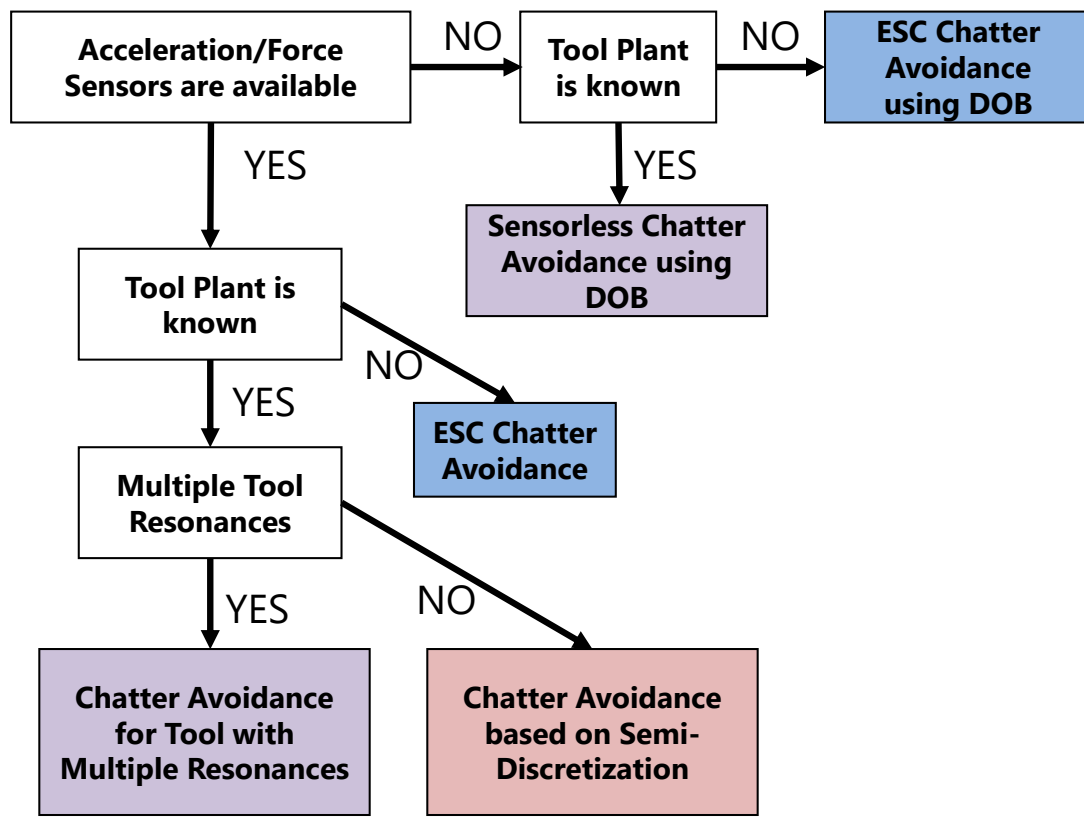 Acceleration/Force
Sensors are available
NO
Tool Plant
is known
NO
ESC Chatter
Avoidance
using DOB
YES
YES
Sensorless Chatter
Avoidance using
DOB
Tool Plant is
known
NO
YES
ESC Chatter
Avoidance
Multiple Tool
Resonances
YES
NO
Chatter Avoidance
for Tool with
Multiple Resonances
Chatter Avoidance
based on Semi-
Discretization